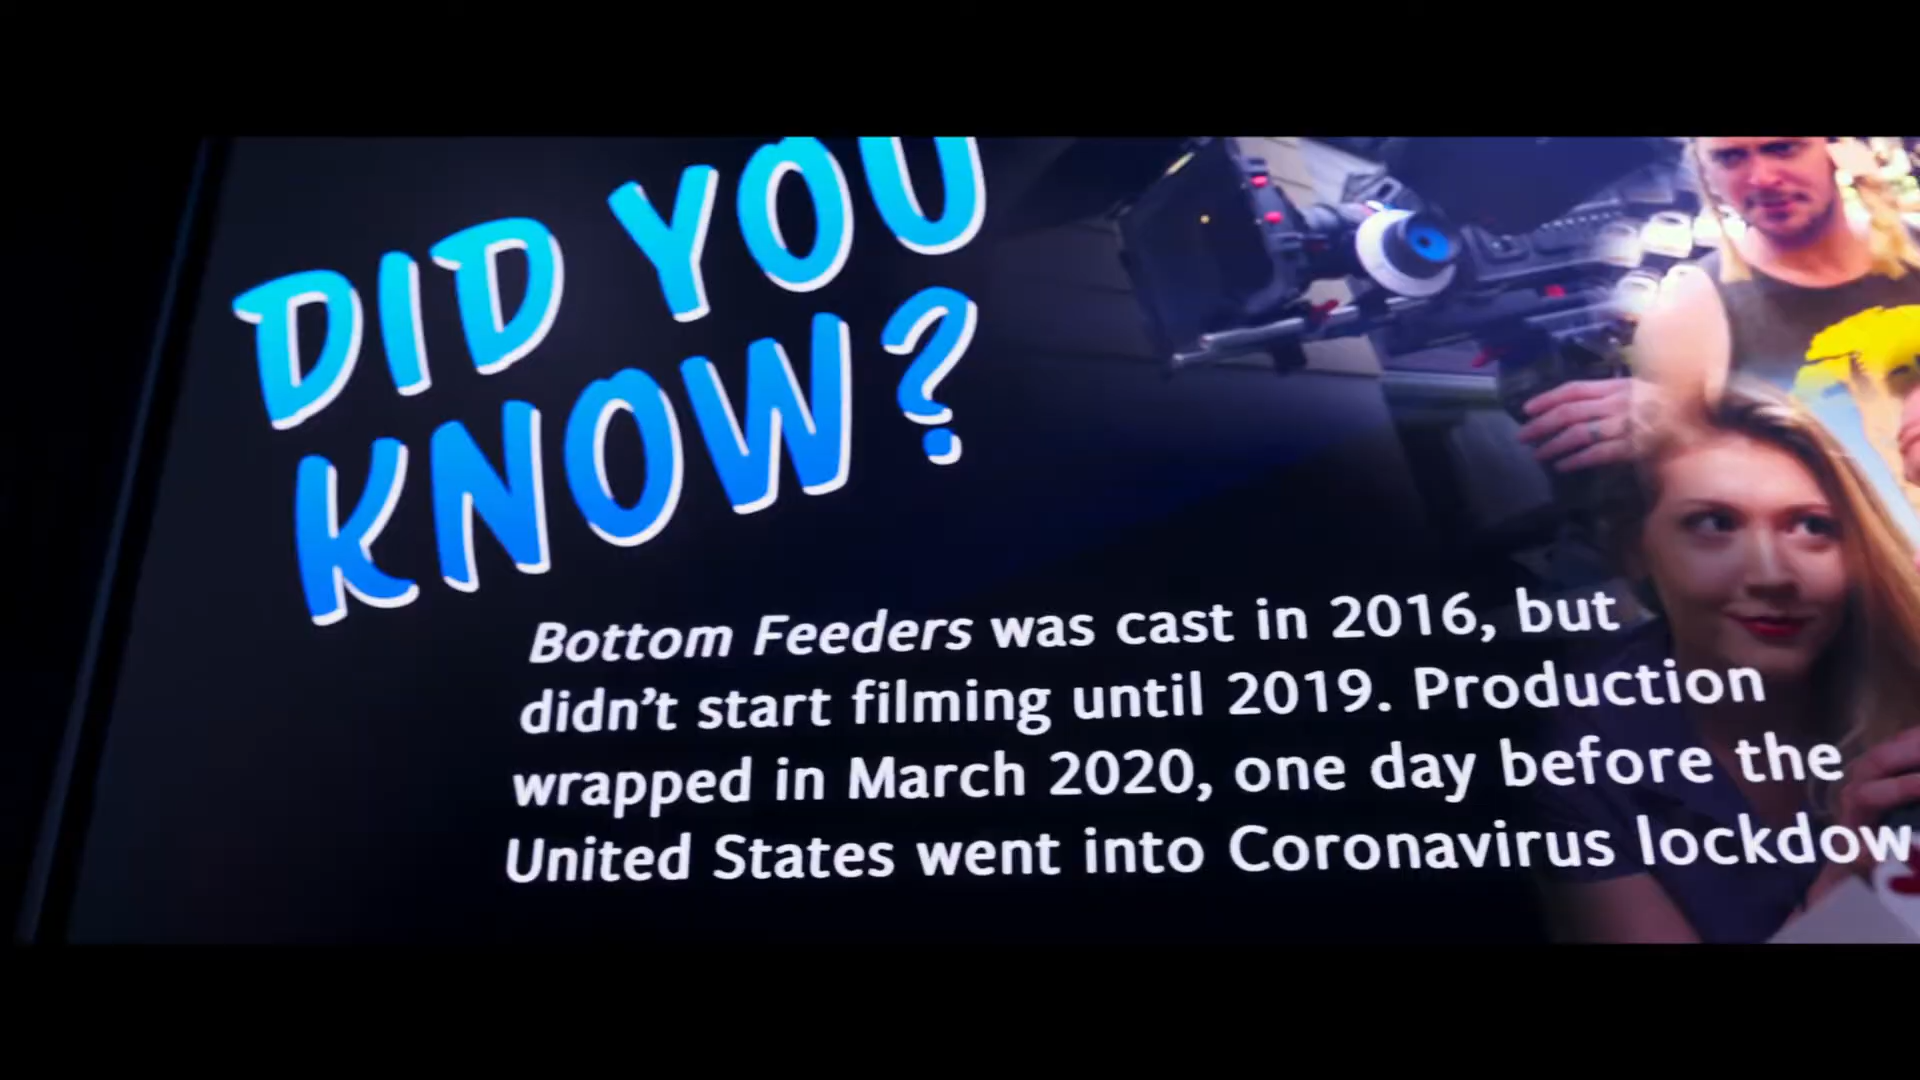 DID YOU
KNOW?
Bottom Feeders was cast in 2016, but
didn't start filming until 2019. Production
wrapped in March 2020, one day before the
United States went into Coronavirus lockdow